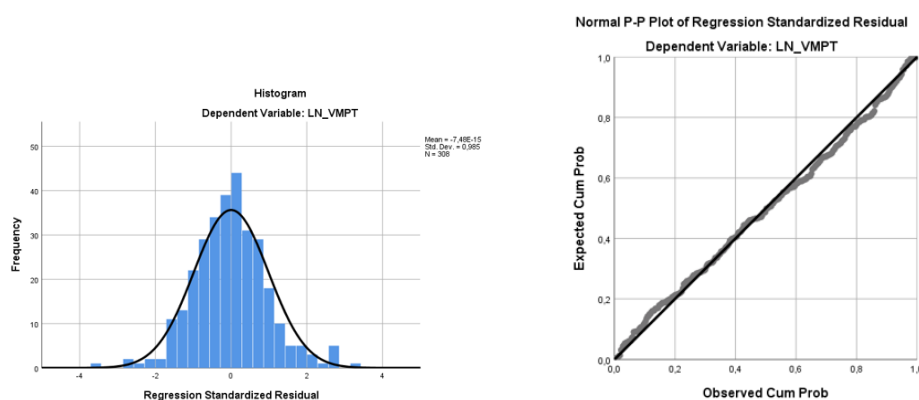 Histogram
Dependent Variable: LN_VMPT
Mean = -7,48E-15
Std. Dev. = 0,985
N = 308
50
40
30
20
10
0
Frequency
-4
-2
0
2
4
Regression Standardized Residual
Normal P-P Plot of Regression Standardized Residual
Dependent Variable: LN_VMPT
1,0
0,8
0,6
0,4
0,2
0,0
Expected Cum Prob
0,0
0,2
0,4
0,6
0,8
1,0
Observed Cum Prob